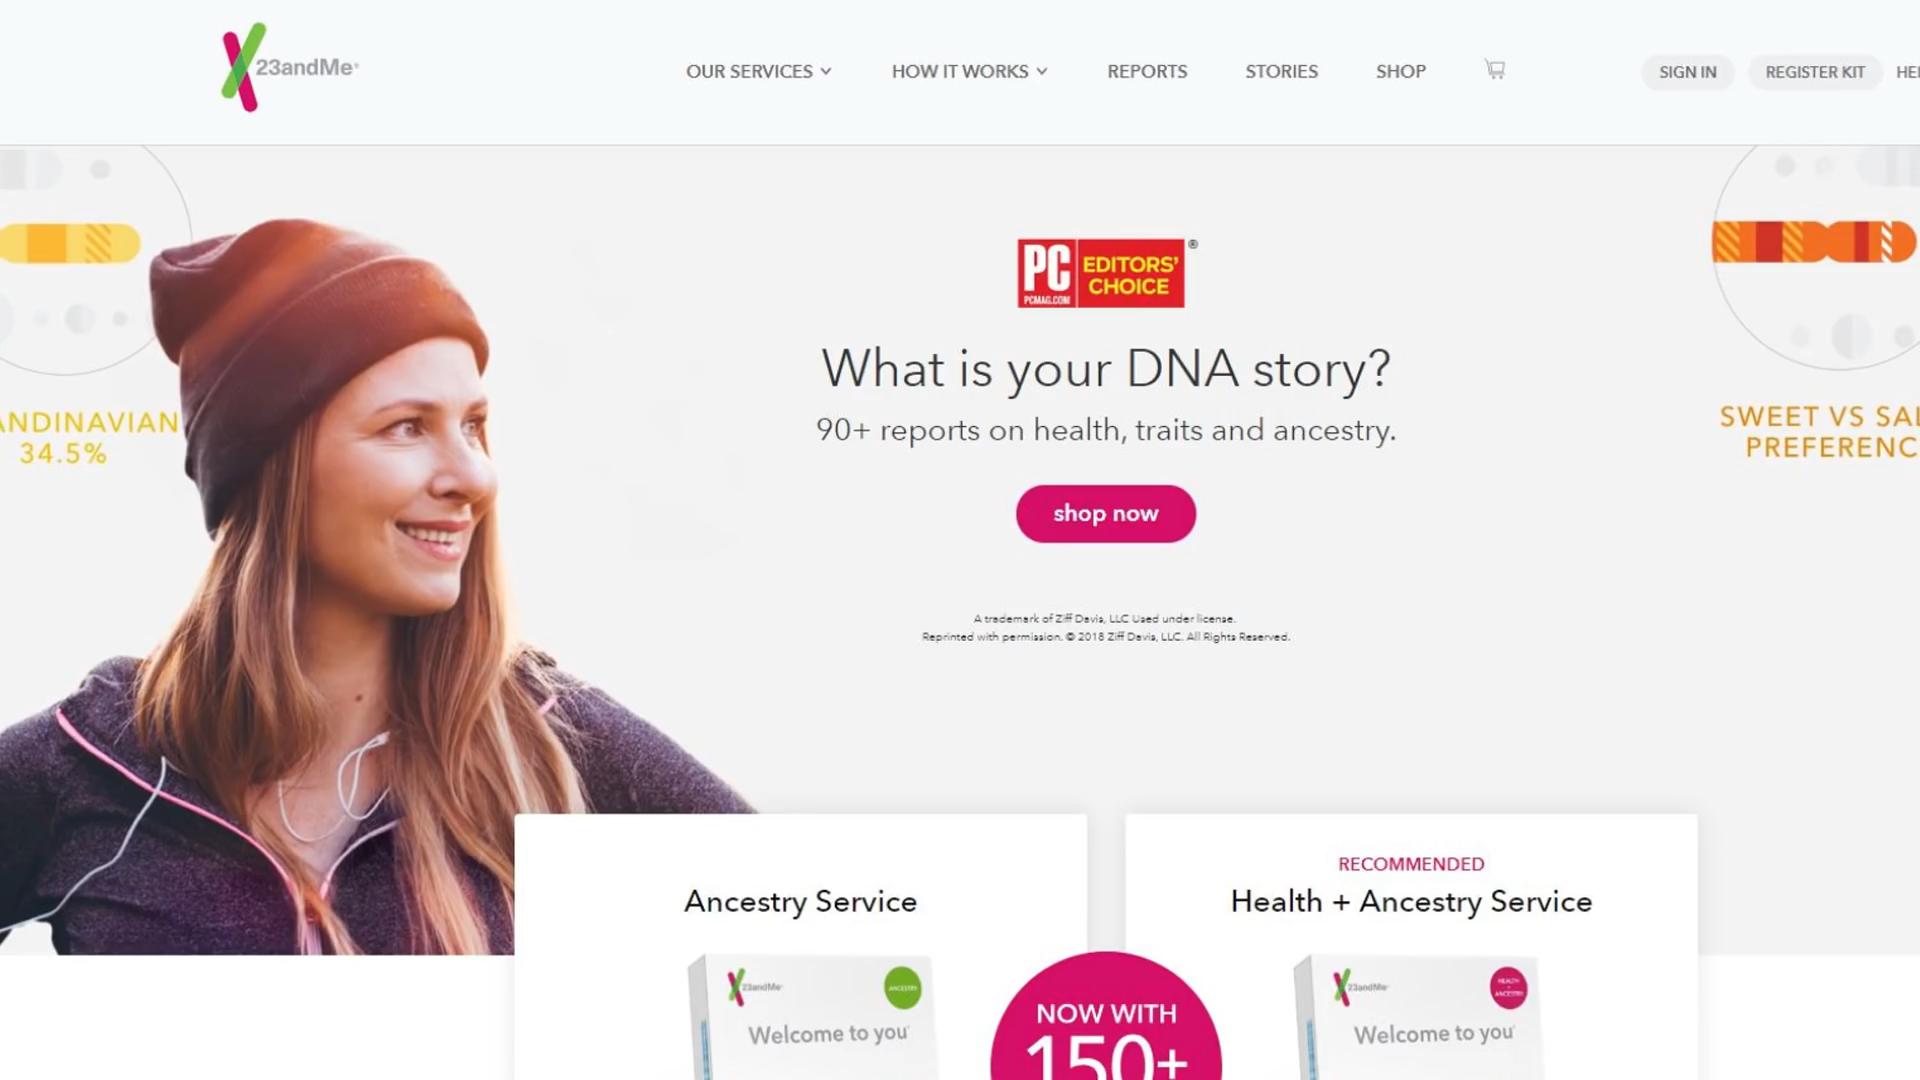 23andMe
OUR SERVICES
HOW IT WORKS
REPORTS
STORIES
SHOP
SIGN IN
REGISTER KIT
HE
PC
PCMAG.COM
EDITORS'
CHOICE
®
What is your DNA story?
90+ reports on health, traits and ancestry.
shop now
A trademark of Ziff Davis, LLC Used under license.
Reprinted with permission. © 2018 Ziff Davis, LLC. All Rights Reserved.
ANDINAVIAN
34.5%
SWEET VS SAL
PREFERENC
Ancestry Service
RECOMMENDED
Health + Ancestry Service
23andMe
ANCESTRY
Welcome to you
NOW WITH
150+
23andMe
HEALTH
+
ANCESTRY
Welcome to you